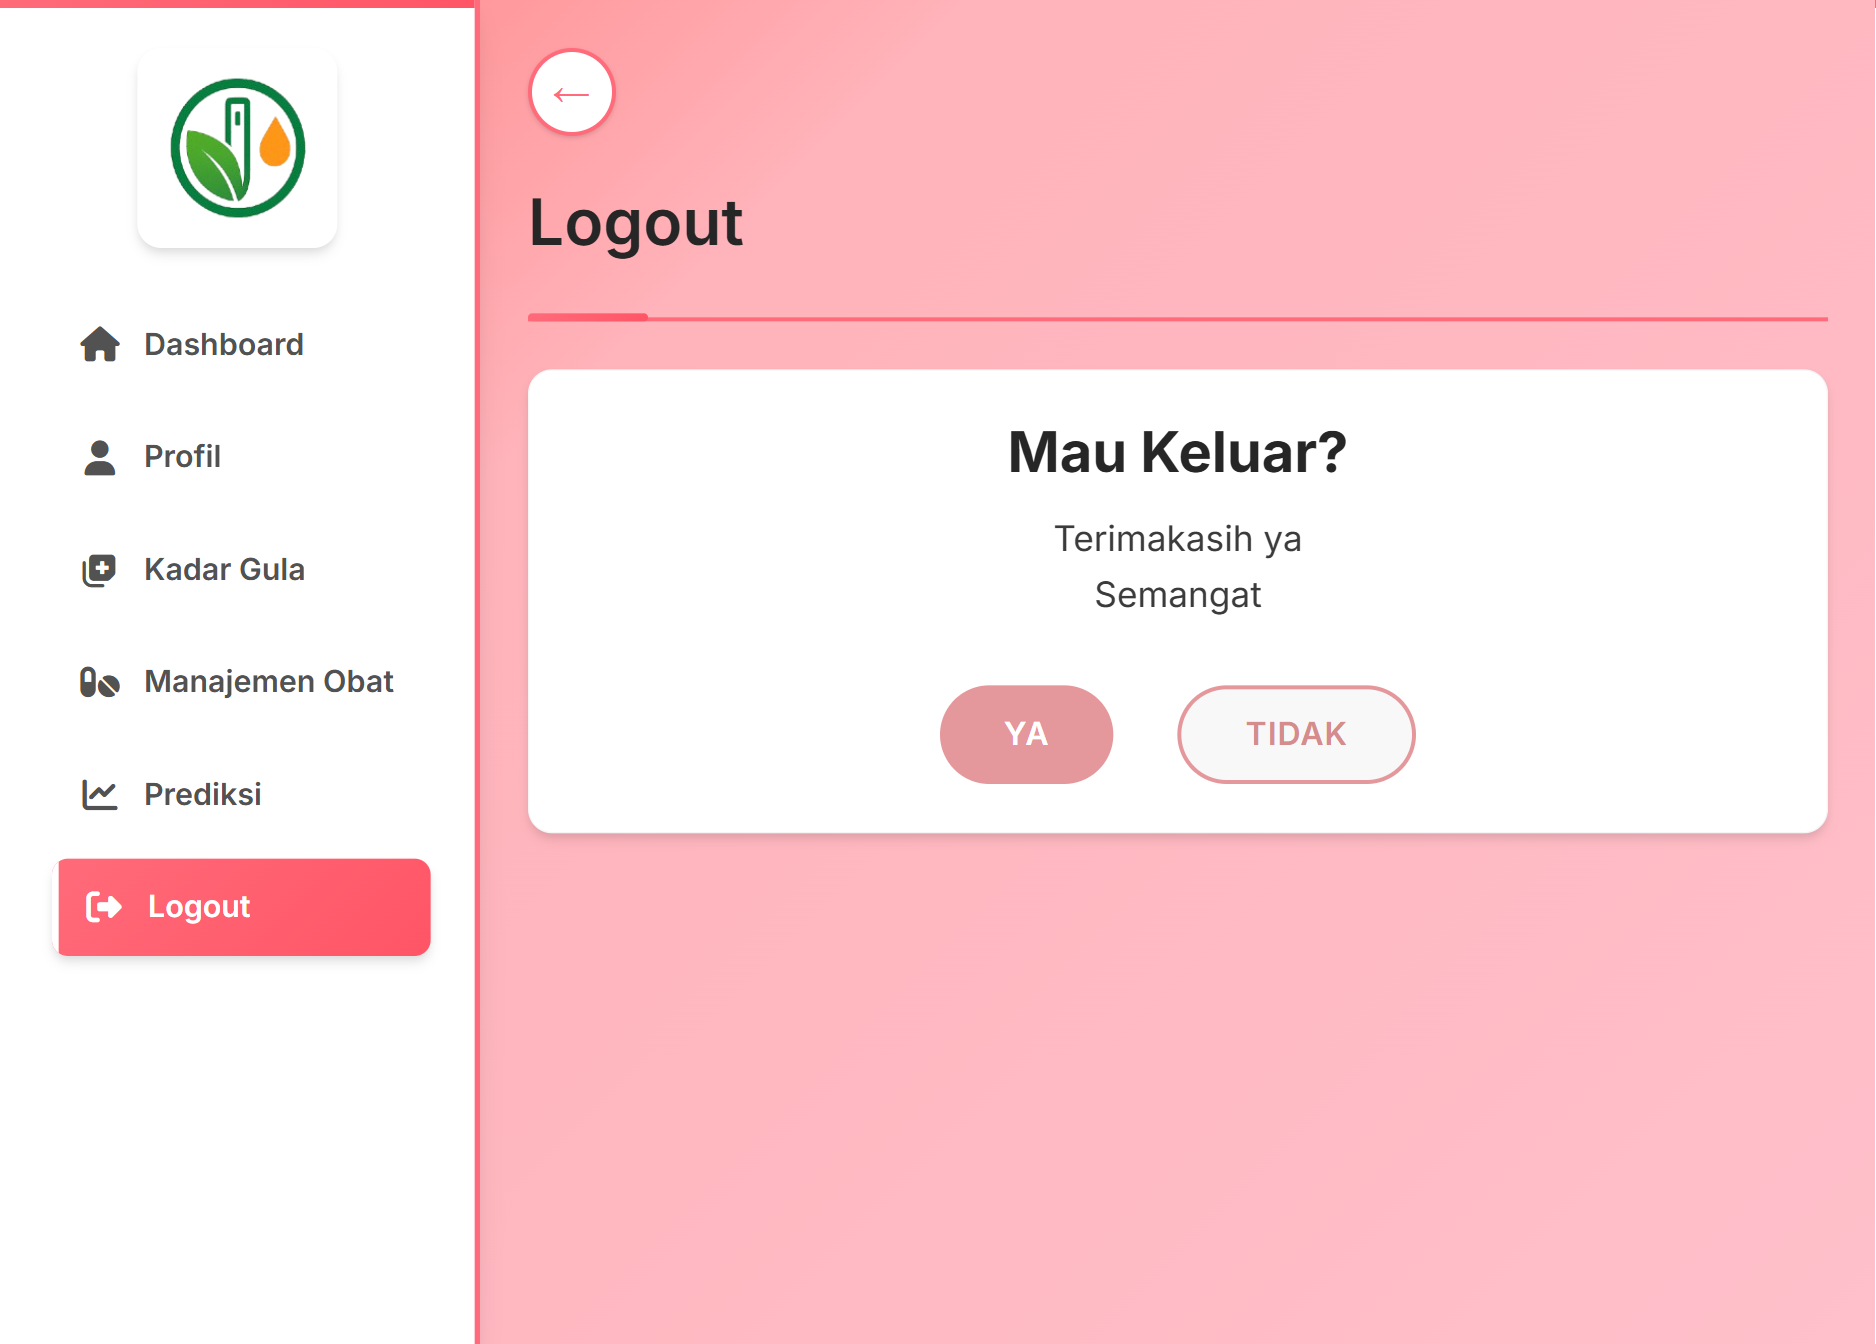 Dashboard
Profil
Kadar Gula
Manajemen Obat
Prediksi
Logout
←
Logout
Mau Keluar?
Terimakasih ya
Semangat
YA
TIDAK